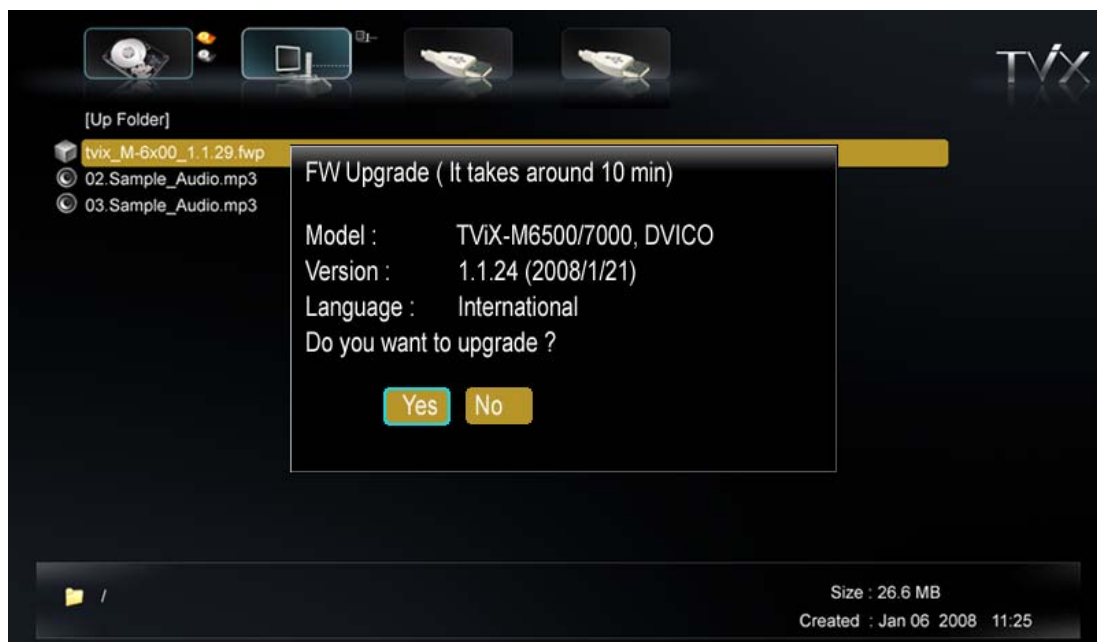 TViX
[Up Folder]
tvix_M-6x00_1.1.29.fwp
02.Sample_Audio.mp3
03.Sample_Audio.mp3
FW Upgrade ( It takes around 10 min)
Model : TViX-M6500/7000, DVICO
Version : 1.1.24 (2008/1/21)
Language : International
Do you want to upgrade ?
Yes No
/
Size : 26.6 MB
Created : Jan 06 2008 11:25